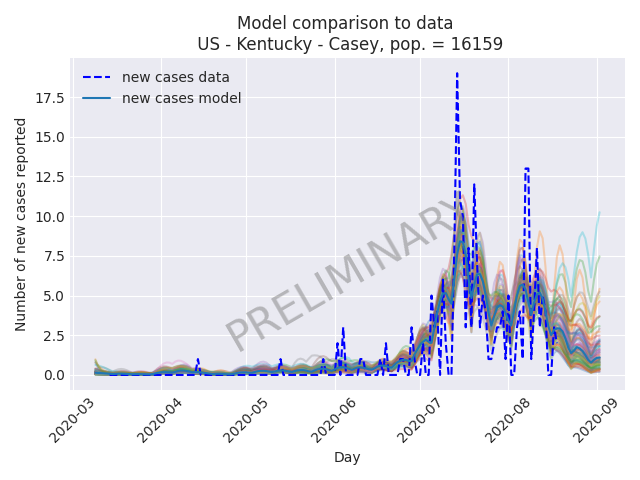 Model comparison to data
US - Kentucky - Casey, pop. = 16159
new cases data
new cases model
Number of new cases reported
17.5
15.0
12.5
10.0
7.5
5.0
2.5
0.0
PRELIMINARY
2020-03
2020-04
2020-05
2020-06
2020-07
2020-08
2020-09
Day